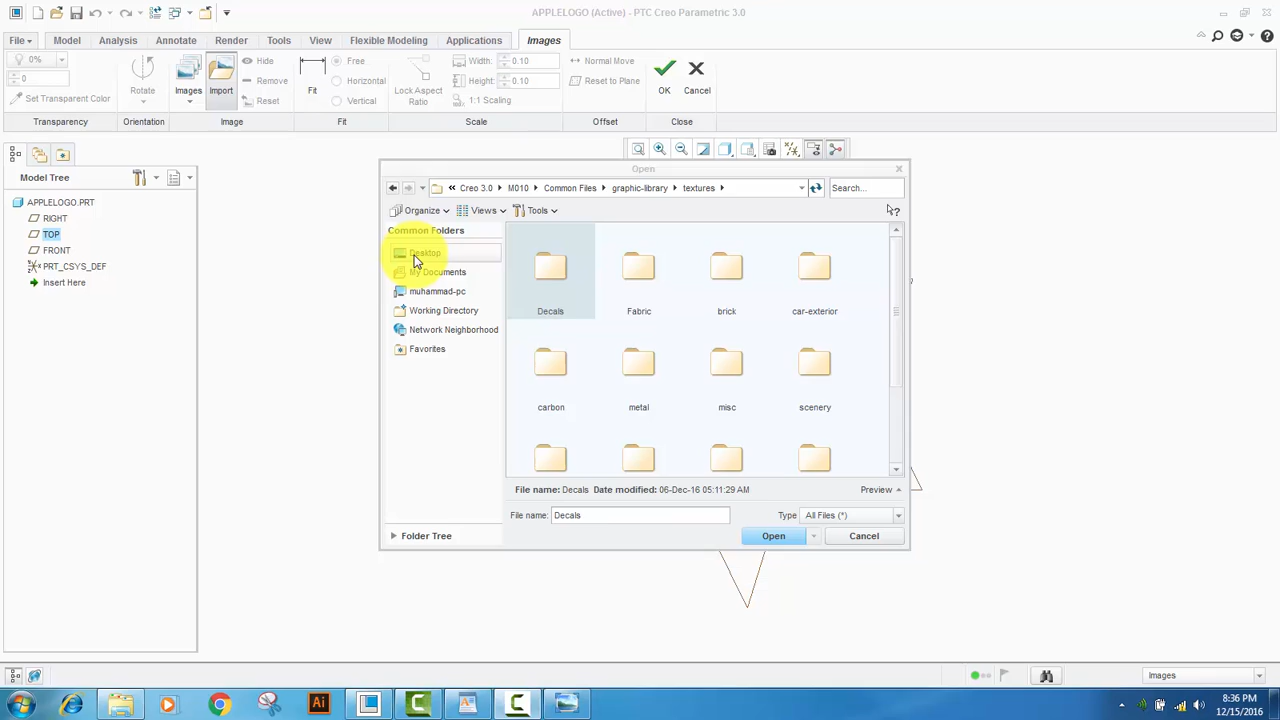 APPLELOGO (Active) - PTC Creo Parametric 3.0
File Model Analysis Annotate Render Tools View Flexible Modeling Applications Images
0% Hide Free Width: 0.10 Normal Move
0 Remove Horizontal Height: 0.10 Reset to Plane
Set Transparent Color Rotate Images Import Reset Fit Vertical Lock Aspect Ratio 1:1 Scaling OK Cancel
Transparency Orientation Image Fit Scale Offset Close
Model Tree
APPLELOGO.PRT
RIGHT
TOP
FRONT
PRT_CSYS_DEF
Insert Here
Open
Creo 3.0 M010 Common Files graphic-library textures Search...
Organize Views Tools
Common Folders
Desktop
My Documents
muhammad-pc
Working Directory
Network Neighborhood
Favorites
Decals Fabric brick car-exterior
carbon metal misc scenery
File name: Decals Date modified: 06-Dec-16 05:11:29 AM Preview
File name: Decals Type All Files (*)
Folder Tree Open Cancel
Images
Ai
8:36 PM
12/15/2016